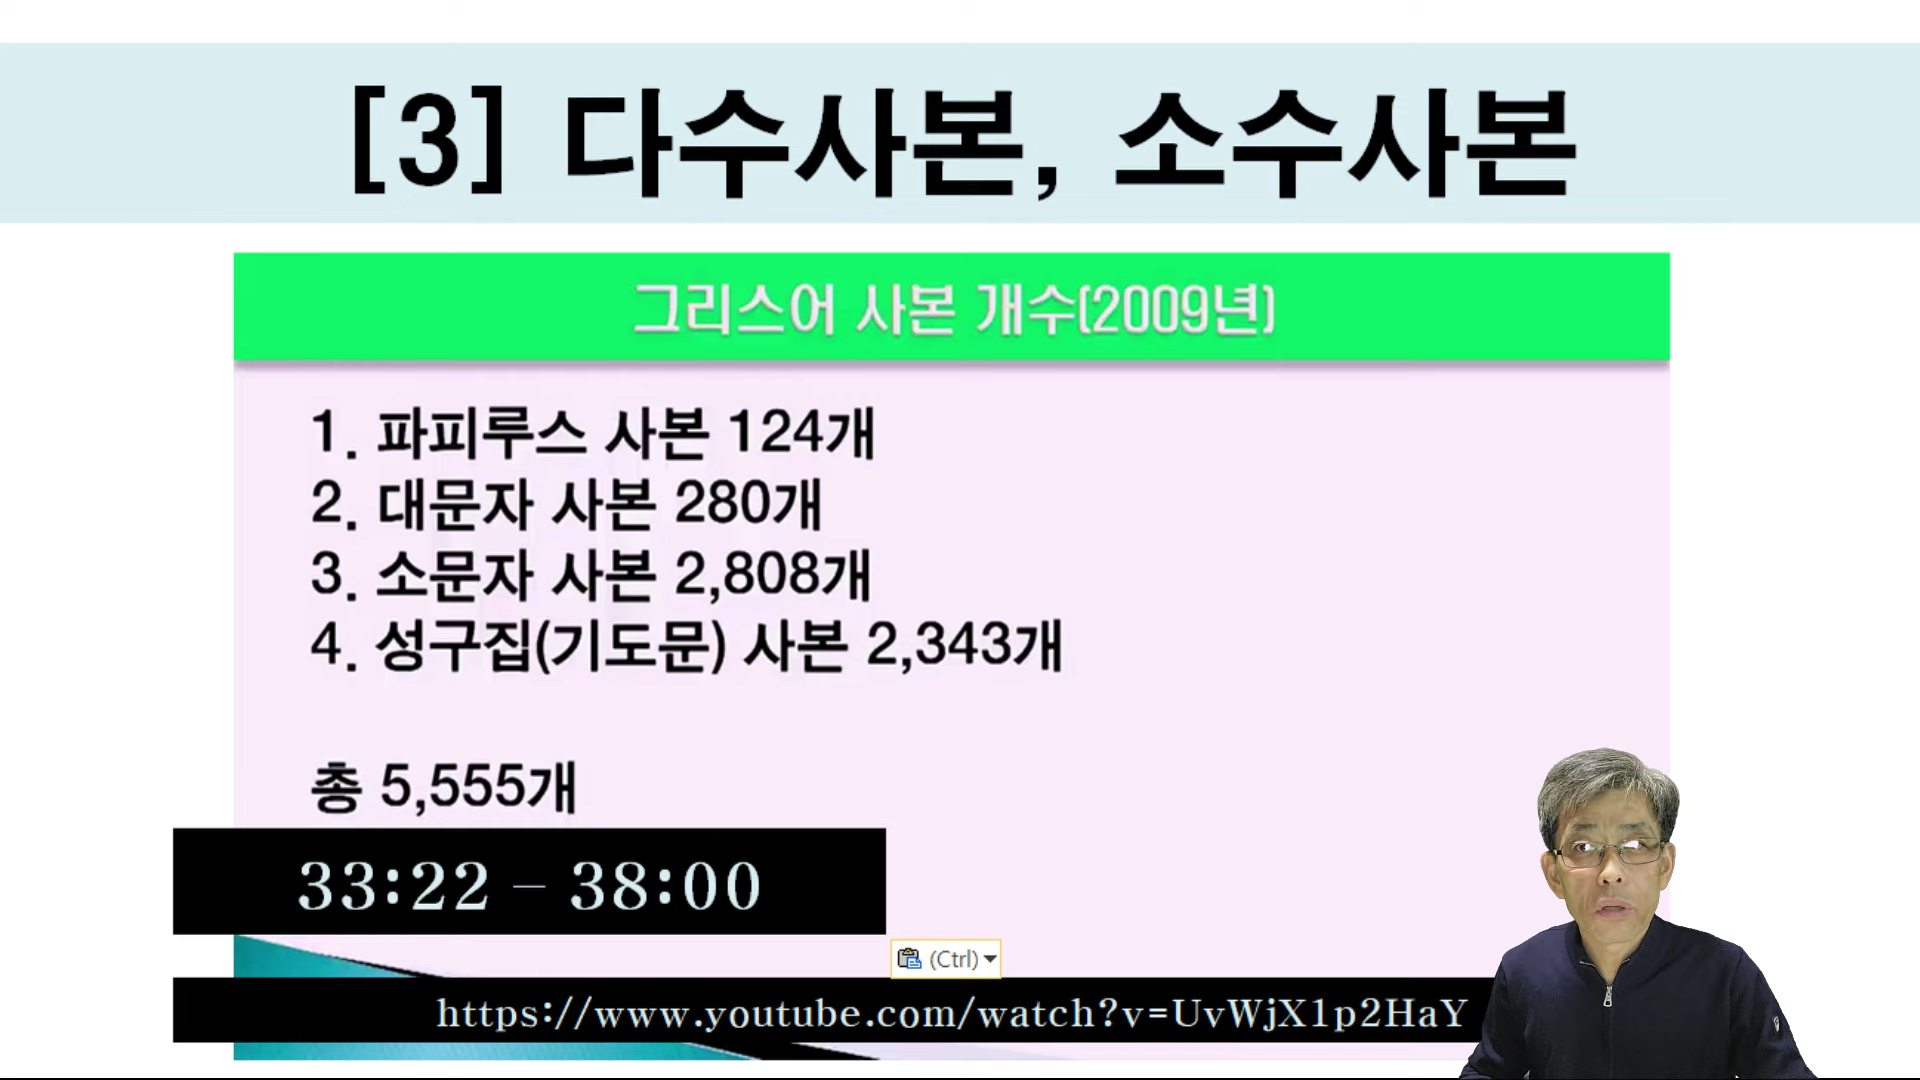 [3] 다수사본, 소수사본
그리스어 사본 개수(2009년)
1. 파피루스 사본 124개
2. 대문자 사본 280개
3. 소문자 사본 2,808개
4. 성구집(기도문) 사본 2,343개
총 5,555개
33:22 – 38:00
(Ctrl)
https://www.youtube.com/watch?v=UvWjX1p2HaY